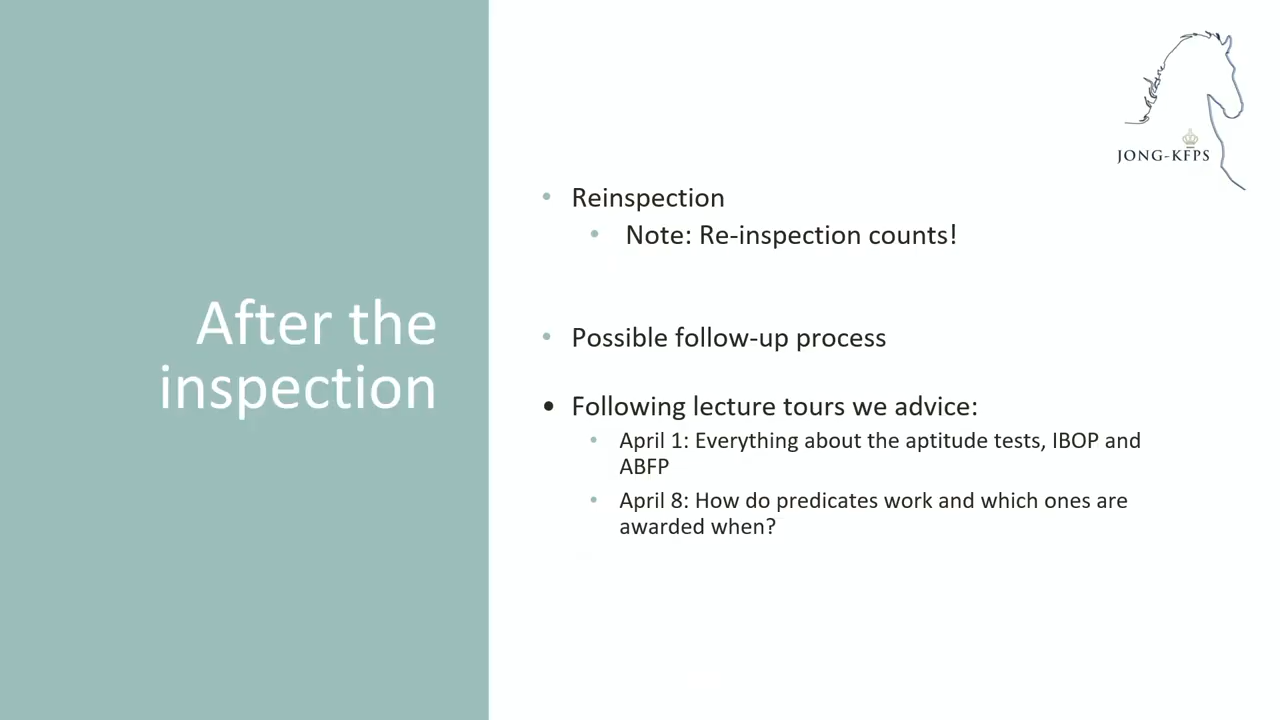 JONG-KFPS
After the
inspection
• Reinspection
• Note: Re-inspection counts!
• Possible follow-up process
• Following lecture tours we advice:
• April 1: Everything about the aptitude tests, IBOP and
ABFP
• April 8: How do predicates work and which ones are
awarded when?